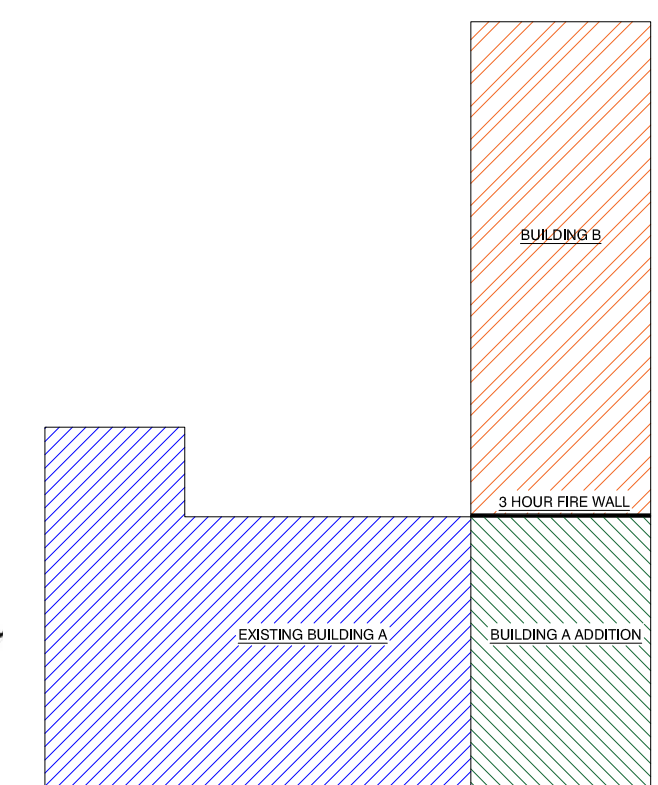 BUILDING B
3 HOUR FIRE WALL
EXISTING BUILDING A
BUILDING A ADDITION